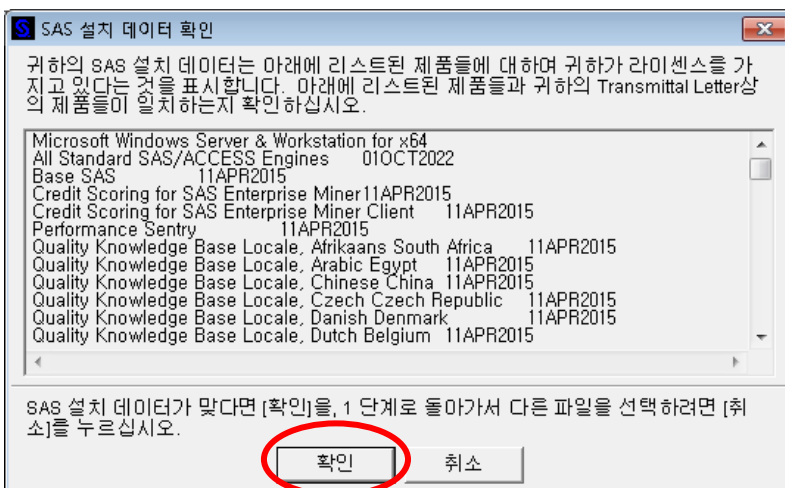 SAS 설치 데이터 확인
귀하의 SAS 설치 데이터는 아래에 리스트된 제품들에 대하여 귀하가 라이센스를 가
지고 있다는 것을 표시합니다. 아래에 리스트된 제품들과 귀하의 Transmittal Letter상
의 제품들이 일치하는지 확인하십시오.
Microsoft Windows Server & Workstation for x64
All Standard SAS/ACCESS Engines 01OCT2022
Base SAS 11APR2015
Credit Scoring for SAS Enterprise Miner11APR2015
Credit Scoring for SAS Enterprise Miner Client 11APR2015
Performance Sentry 11APR2015
Quality Knowledge Base Locale, Afrikaans South Africa 11APR2015
Quality Knowledge Base Locale, Arabic Egypt 11APR2015
Quality Knowledge Base Locale, Chinese China 11APR2015
Quality Knowledge Base Locale, Czech Czech Republic 11APR2015
Quality Knowledge Base Locale, Danish Denmark 11APR2015
Quality Knowledge Base Locale, Dutch Belgium 11APR2015
SAS 설치 데이터가 맞다면 [확인]을, 1 단계로 돌아가서 다른 파일을 선택하려면 [취
소]를 누르십시오.
확인 취소